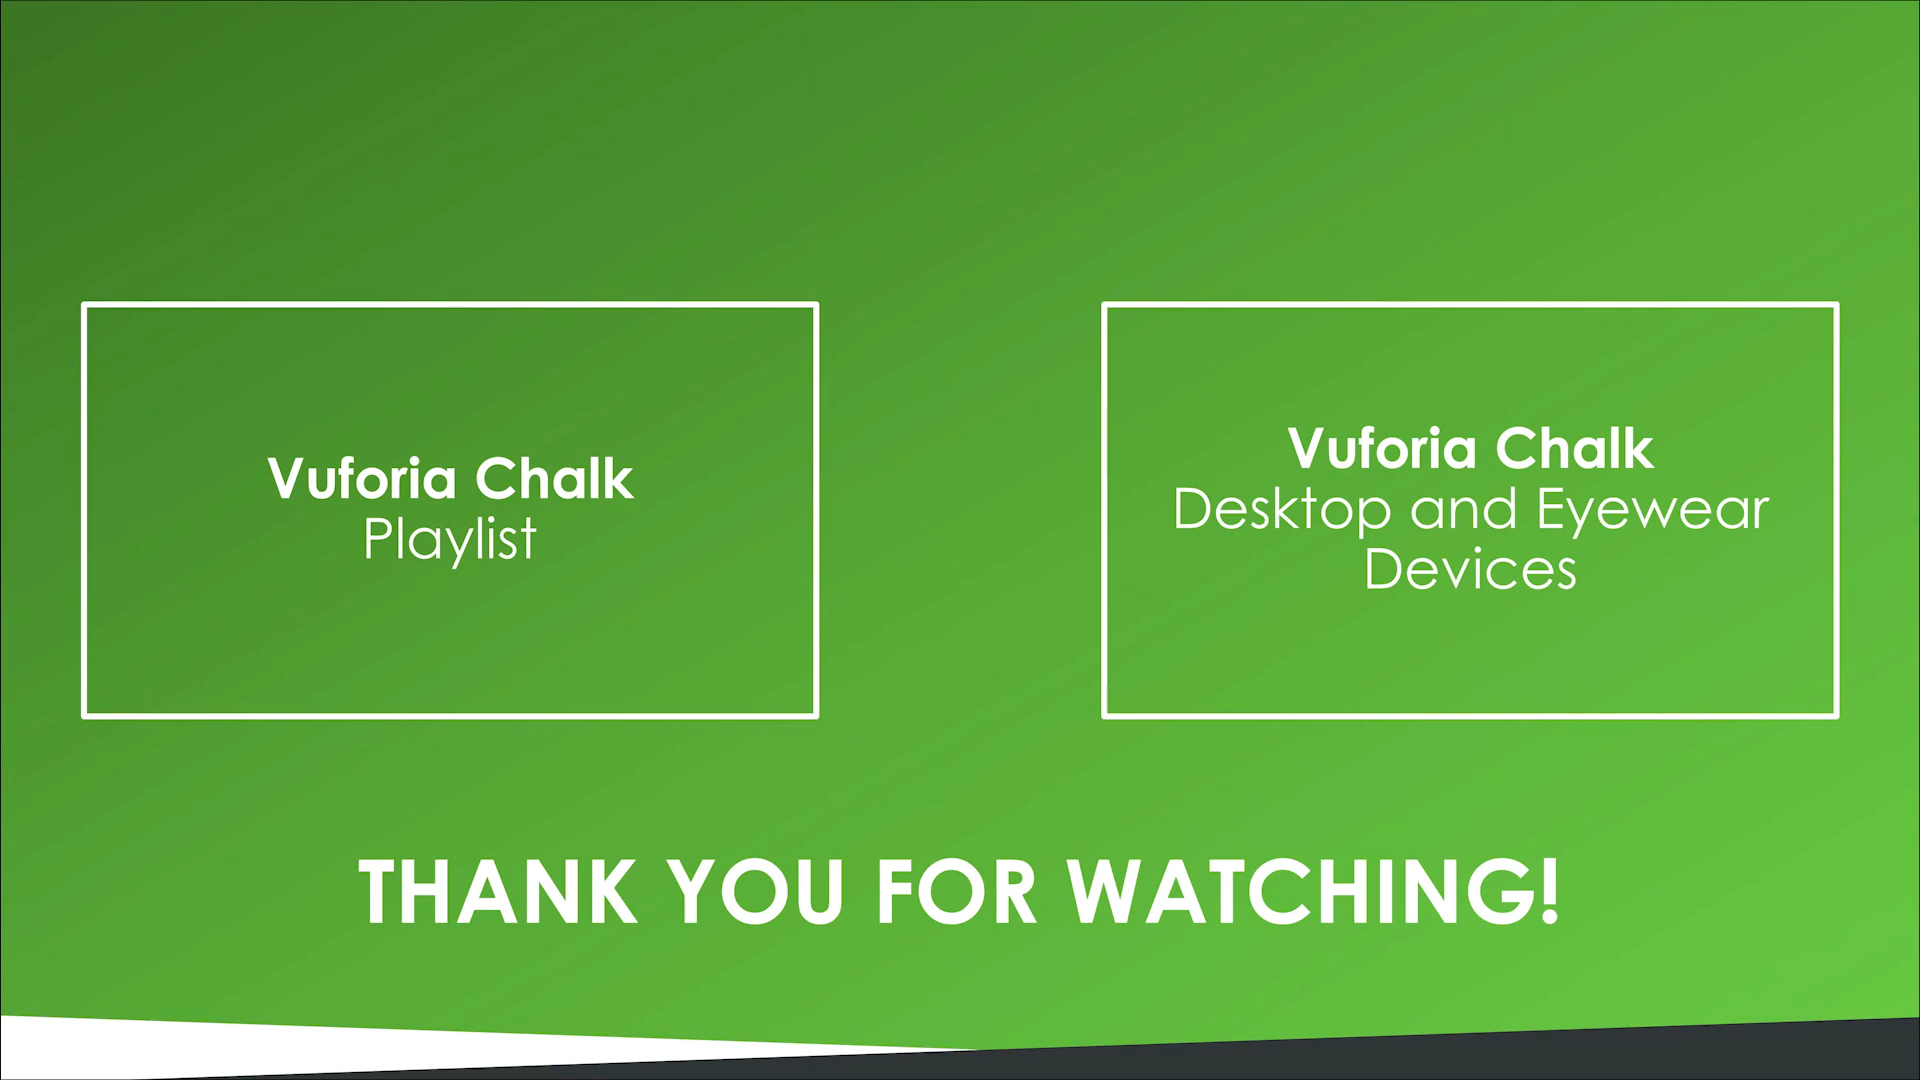 Vuforia Chalk
Playlist
Vuforia Chalk
Desktop and Eyewear
Devices
THANK YOU FOR WATCHING!